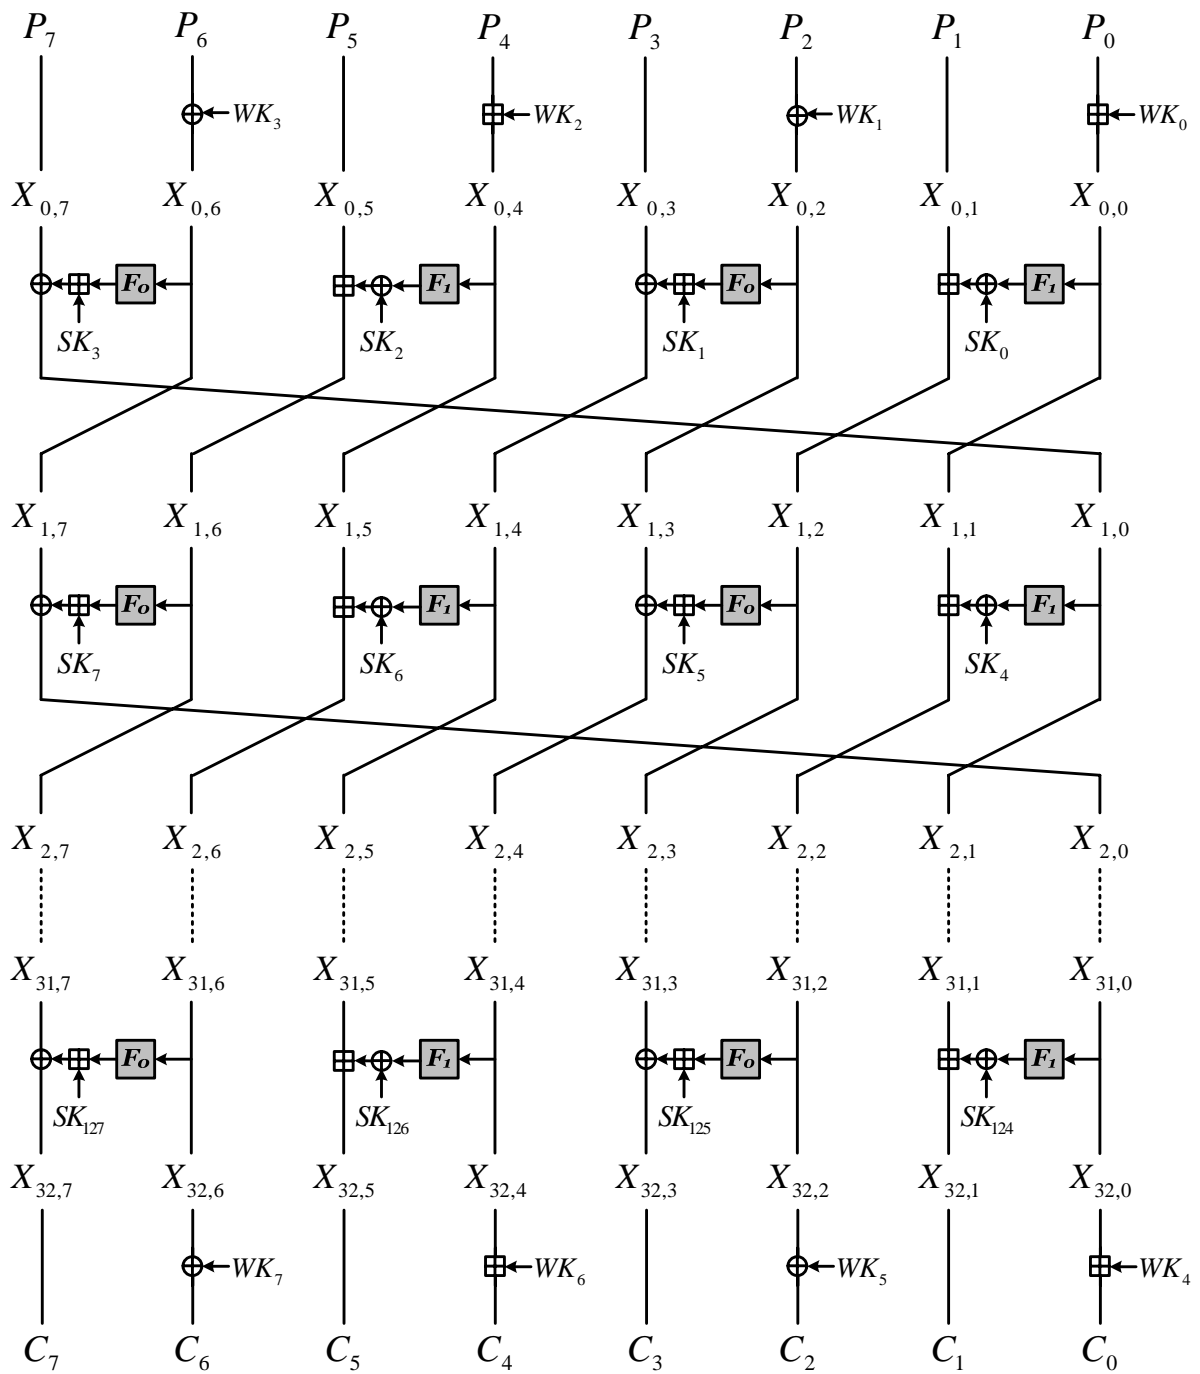 P₇ P₆ P₅ P₄ P₃ P₂ P₁ P₀
WK₃ WK₂ WK₁ WK₀
X₀,₇ X₀,₆ X₀,₅ X₀,₄ X₀,₃ X₀,₂ X₀,₁ X₀,₀
F₀ F₁ F₀ F₁
SK₃ SK₂ SK₁ SK₀
X₁,₇ X₁,₆ X₁,₅ X₁,₄ X₁,₃ X₁,₂ X₁,₁ X₁,₀
F₀ F₁ F₀ F₁
SK₇ SK₆ SK₅ SK₄
X₂,₇ X₂,₆ X₂,₅ X₂,₄ X₂,₃ X₂,₂ X₂,₁ X₂,₀
X₃₁,₇ X₃₁,₆ X₃₁,₅ X₃₁,₄ X₃₁,₃ X₃₁,₂ X₃₁,₁ X₃₁,₀
F₀ F₁ F₀ F₁
SK₁₂₇ SK₁₂₆ SK₁₂₅ SK₁₂₄
X₃₂,₇ X₃₂,₆ X₃₂,₅ X₃₂,₄ X₃₂,₃ X₃₂,₂ X₃₂,₁ X₃₂,₀
WK₇ WK₆ WK₅ WK₄
C₇ C₆ C₅ C₄ C₃ C₂ C₁ C₀